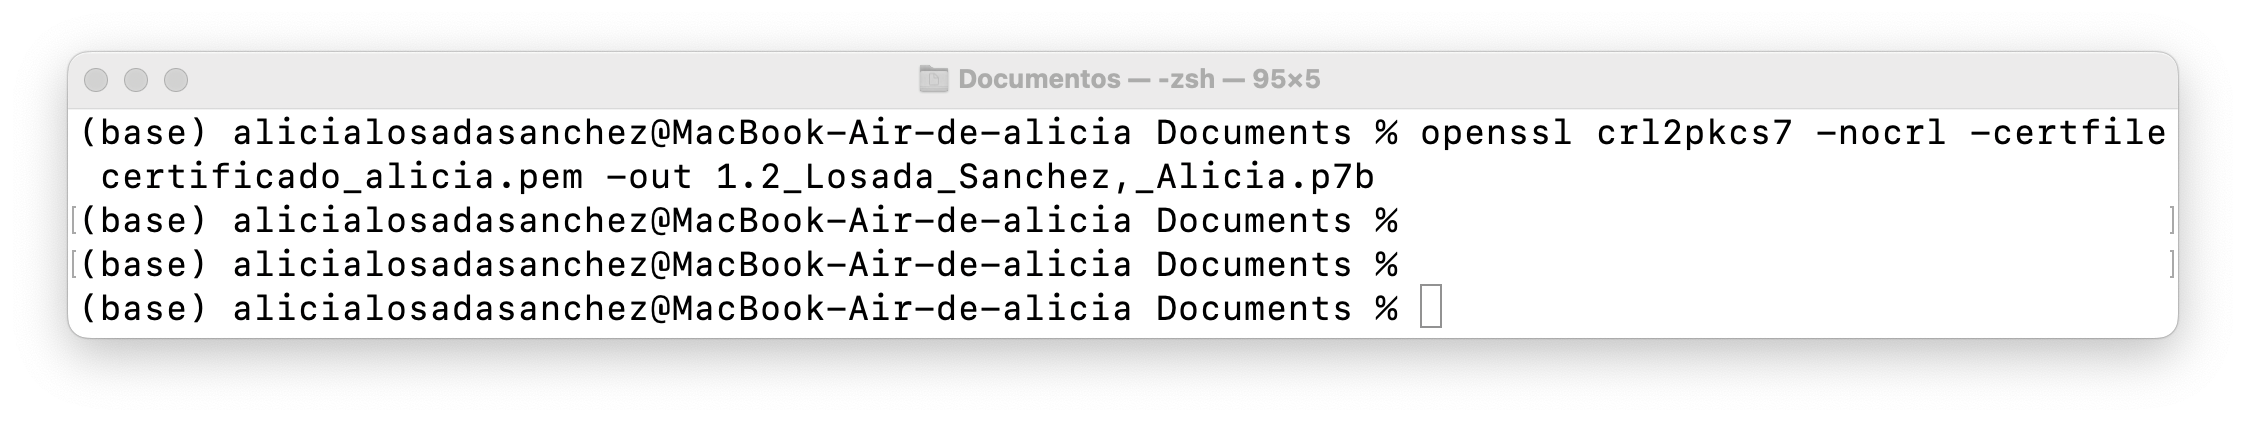 Documentos — -zsh — 95×5
(base) alicialosadasanchez@MacBook-Air-de-alicia Documents % openssl crl2pkcs7 -nocrl -certfile
certificado_alicia.pem -out 1.2_Losada_Sanchez,_Alicia.p7b
[(base) alicialosadasanchez@MacBook-Air-de-alicia Documents % ]
[(base) alicialosadasanchez@MacBook-Air-de-alicia Documents % ]
(base) alicialosadasanchez@MacBook-Air-de-alicia Documents %